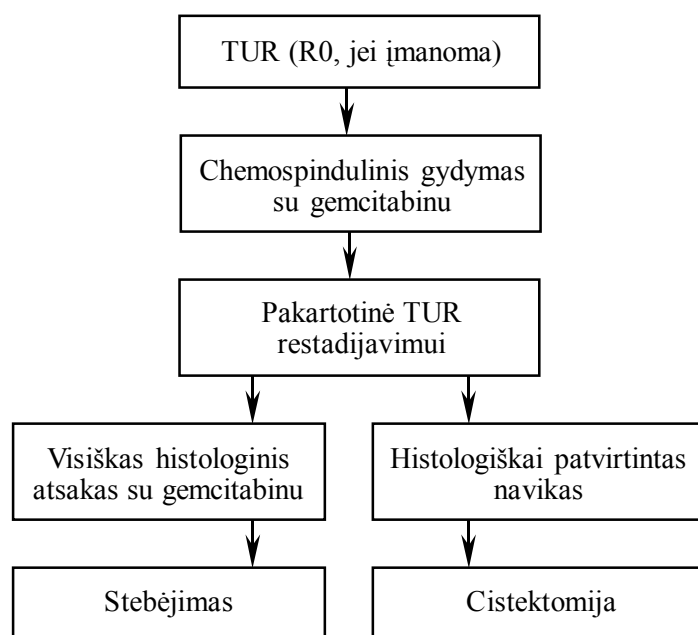 TUR (R0, jei įmanoma)
Chemospindulinis gydymas
su gemcitabinu
Pakartotinė TUR
restadijavimui
Visiškas histologinis
atsakas su gemcitabinu
Histologiškai patvirtintas
navikas
Stebėjimas
Cistektomija